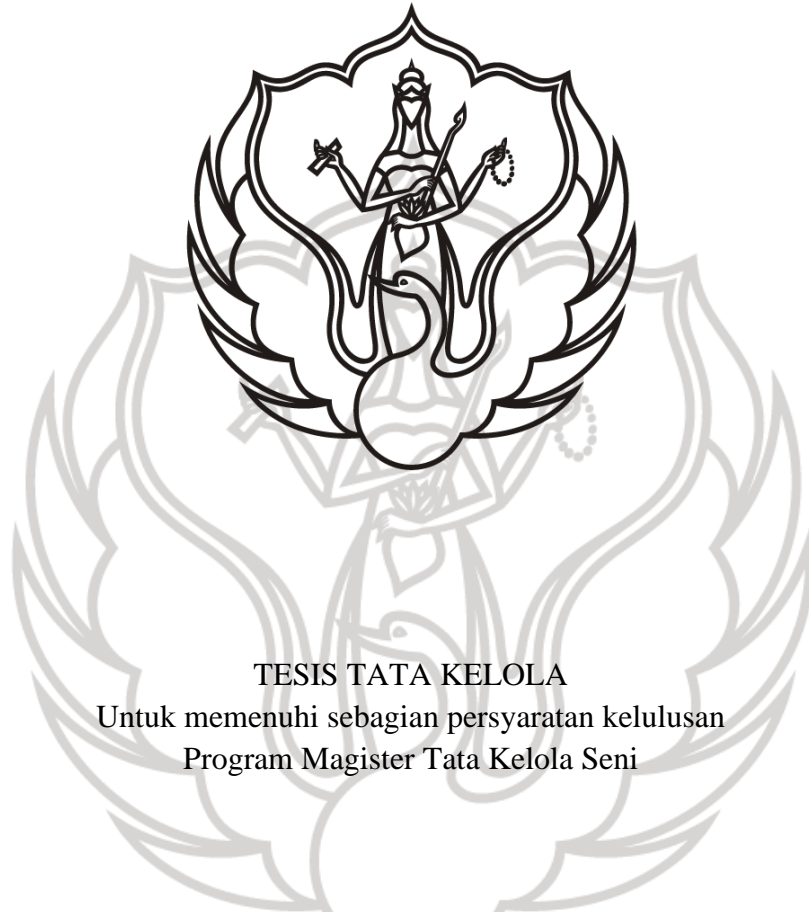 TESIS TATA KELOLA
Untuk memenuhi sebagian persyaratan kelulusan
Program Magister Tata Kelola Seni